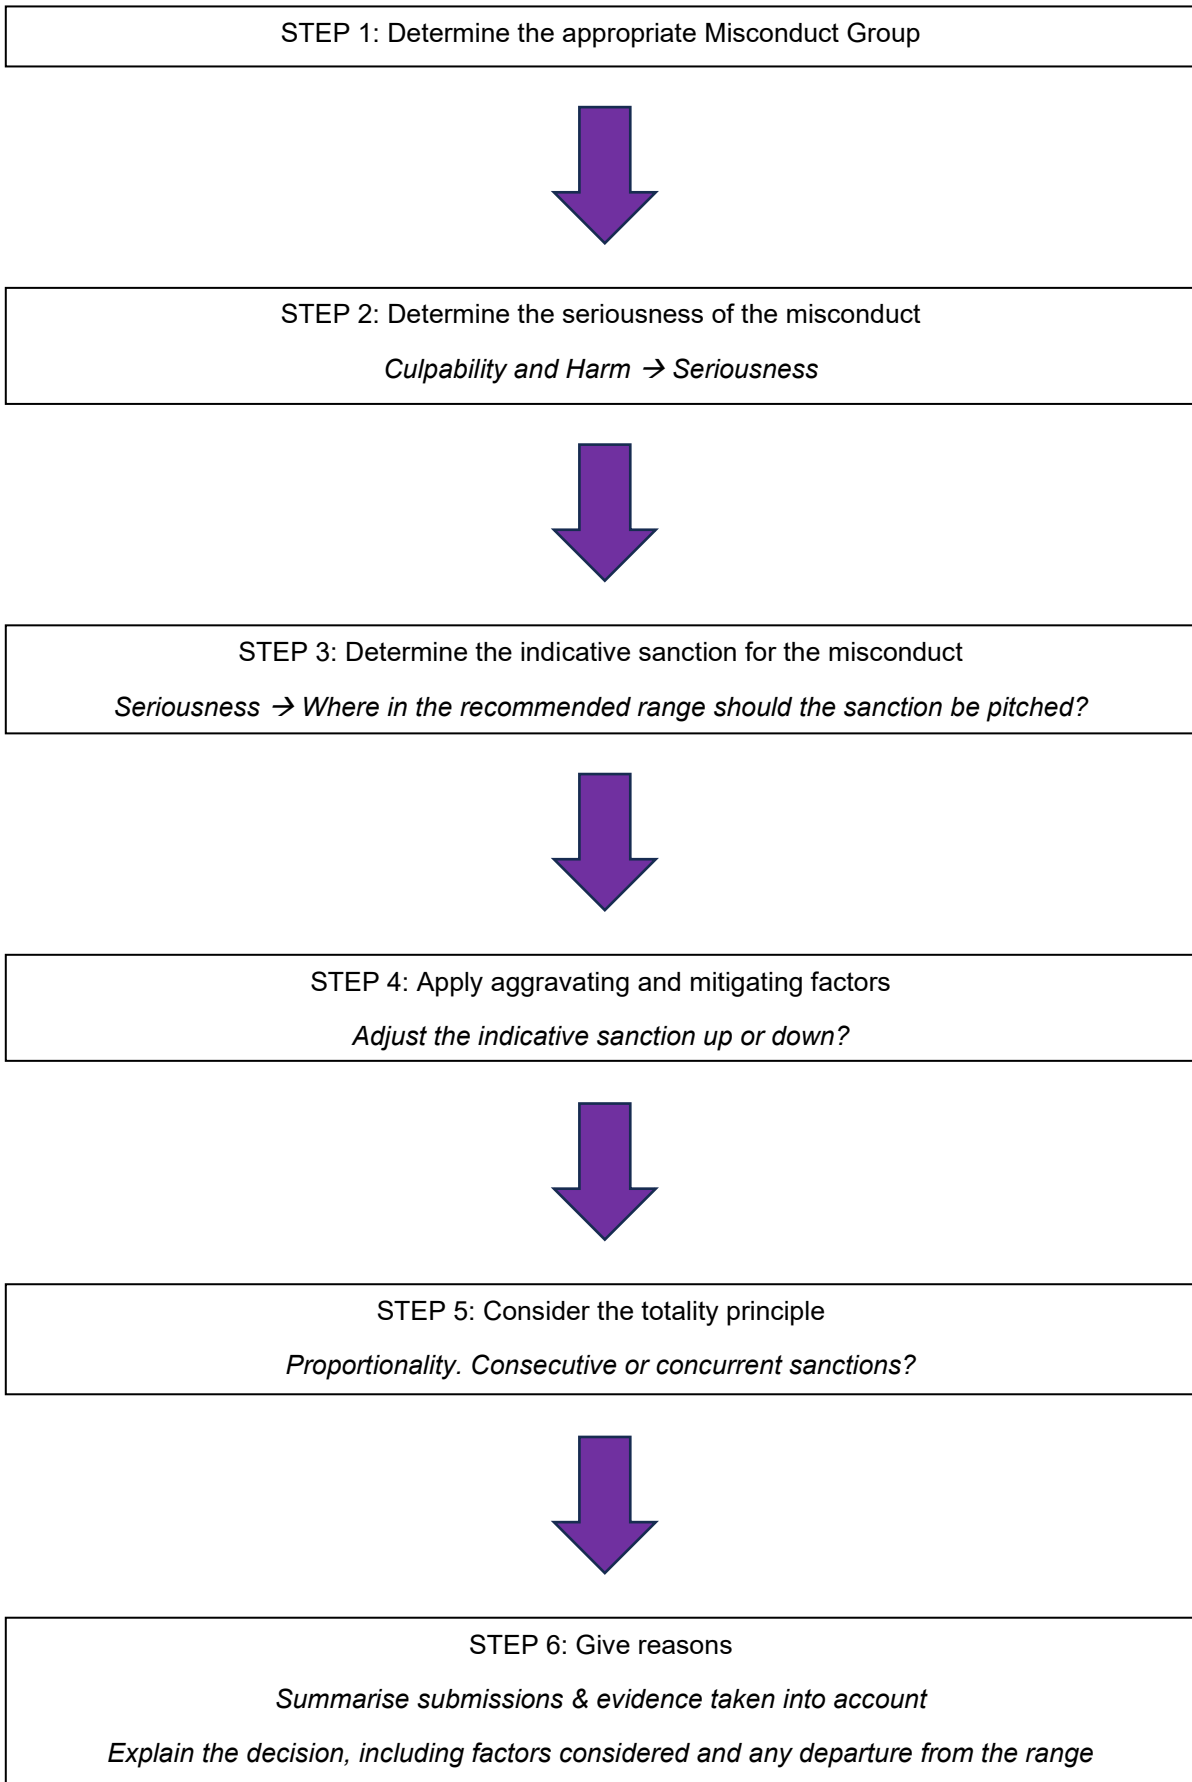 STEP 1: Determine the appropriate Misconduct Group
STEP 2: Determine the seriousness of the misconduct
Culpability and Harm → Seriousness
STEP 3: Determine the indicative sanction for the misconduct
Seriousness → Where in the recommended range should the sanction be pitched?
STEP 4: Apply aggravating and mitigating factors
Adjust the indicative sanction up or down?
STEP 5: Consider the totality principle
Proportionality. Consecutive or concurrent sanctions?
STEP 6: Give reasons
Summarise submissions & evidence taken into account
Explain the decision, including factors considered and any departure from the range